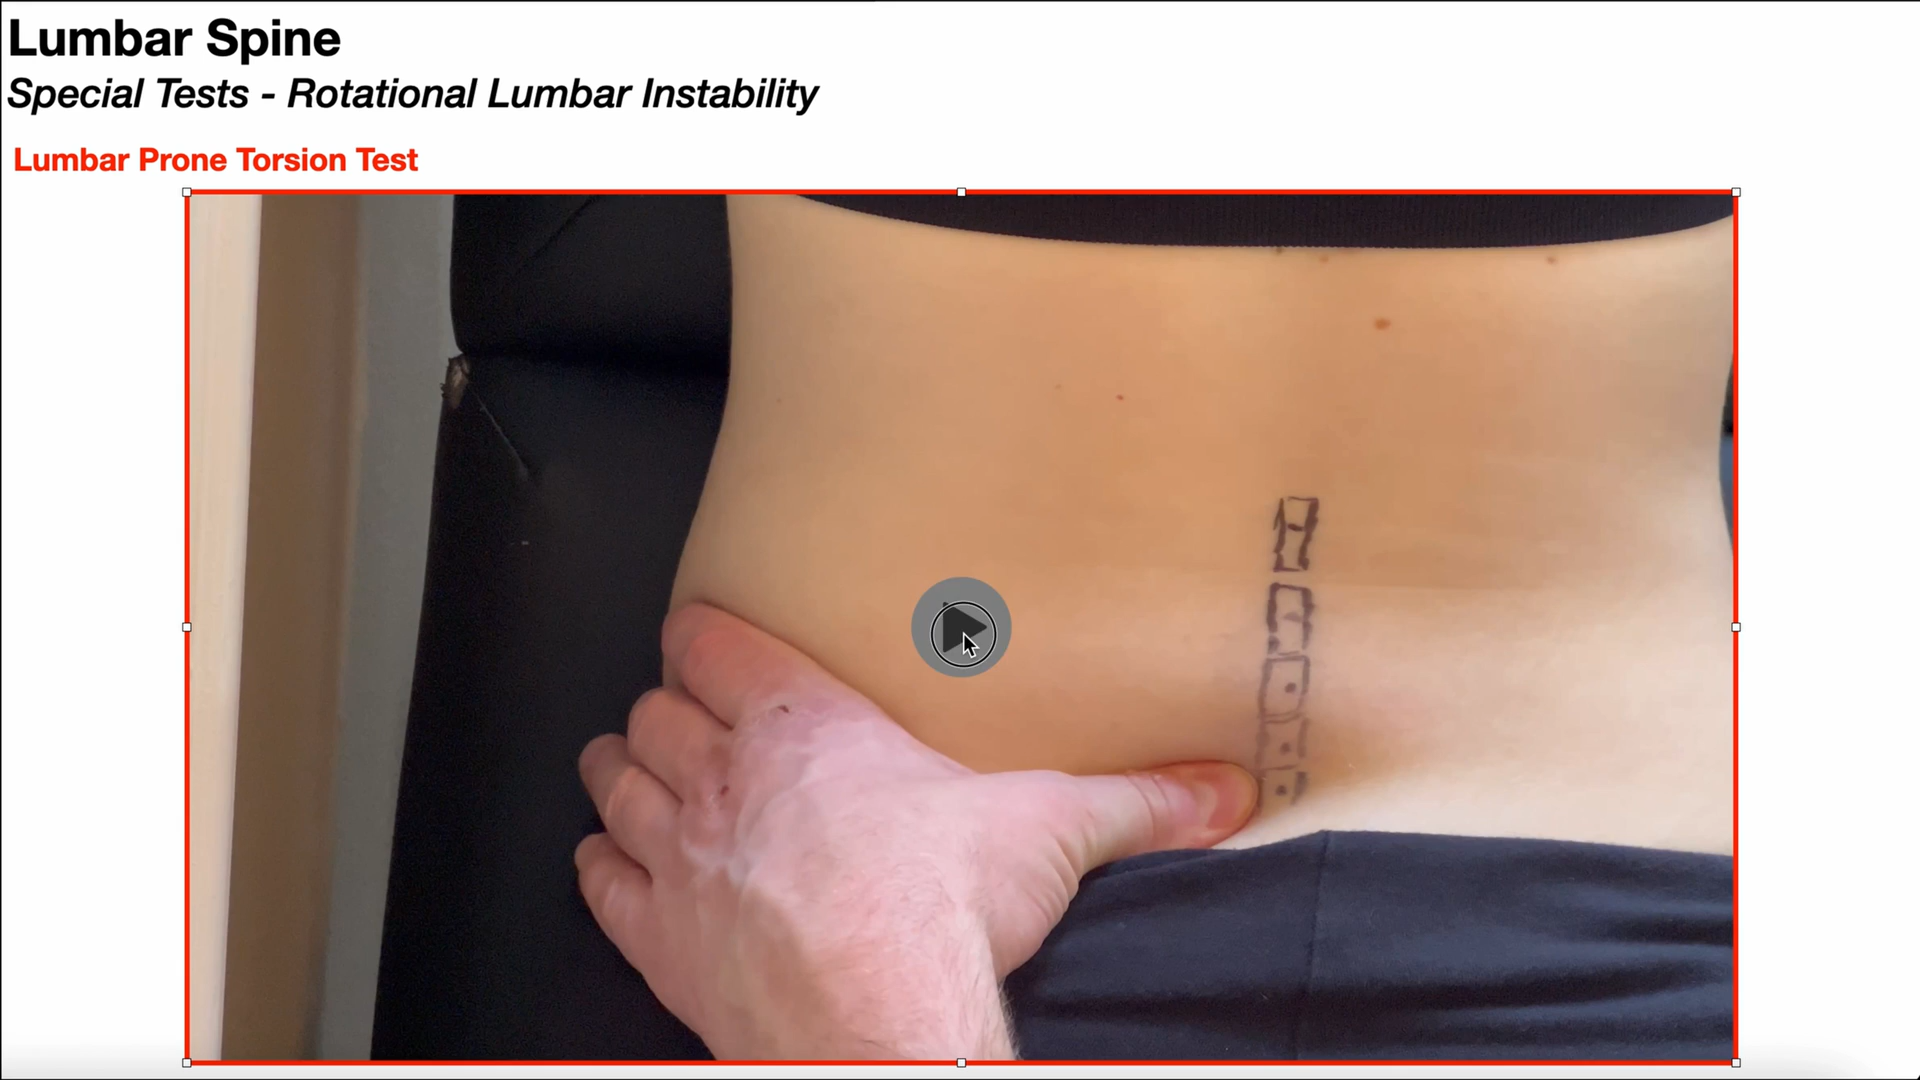 Lumbar Spine
Special Tests - Rotational Lumbar Instability
Lumbar Prone Torsion Test